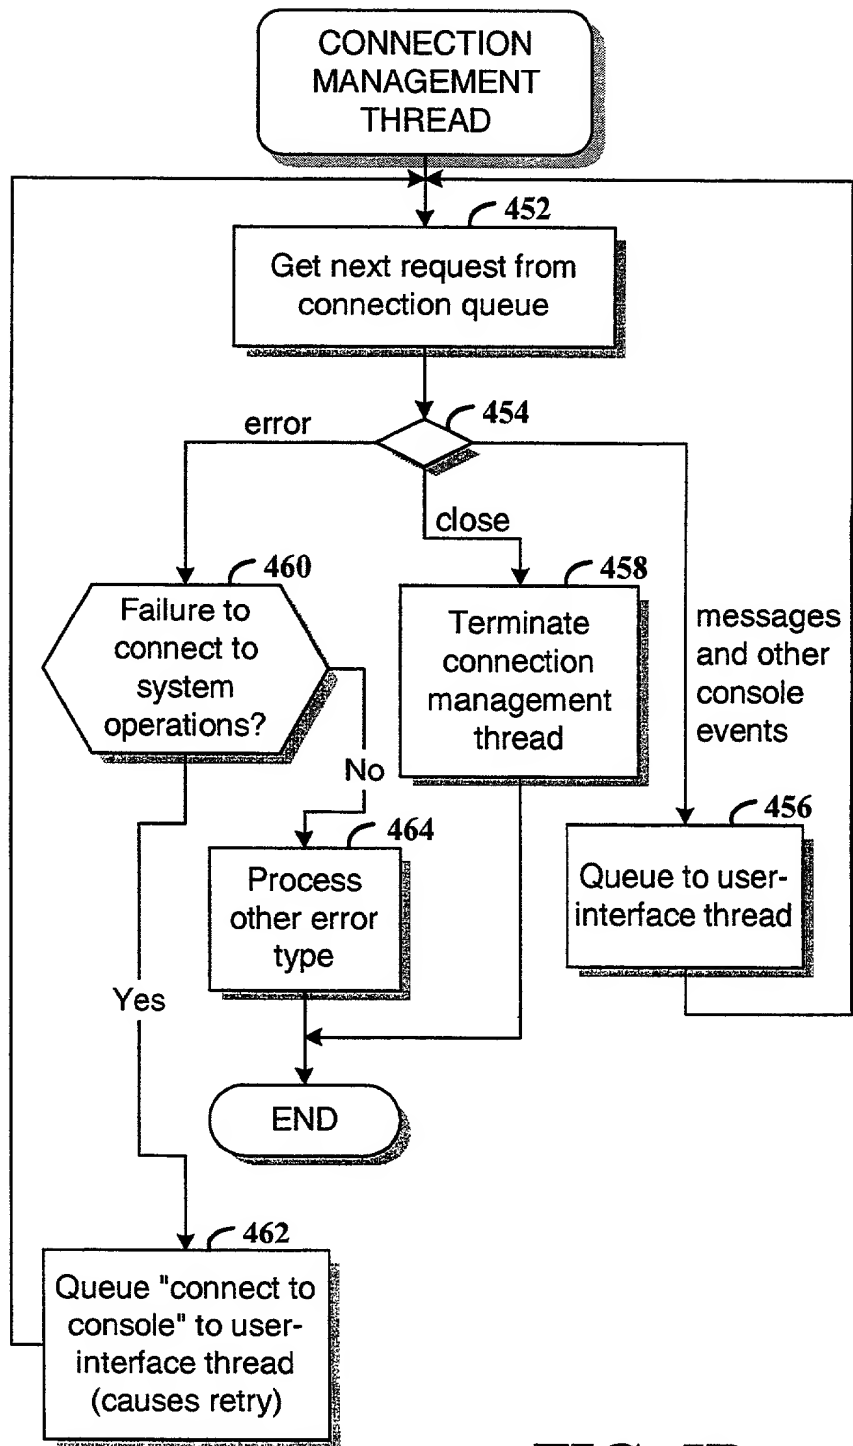 CONNECTION
MANAGEMENT
THREAD
452
Get next request from
connection queue
454
error
close
460
458
Failure to
connect to
system
operations?
Terminate
connection
management
thread
messages
and other
console
events
No
456
464
Process
other error
type
Queue to user-
interface thread
Yes
END
462
Queue "connect to
console" to user-
interface thread
(causes retry)